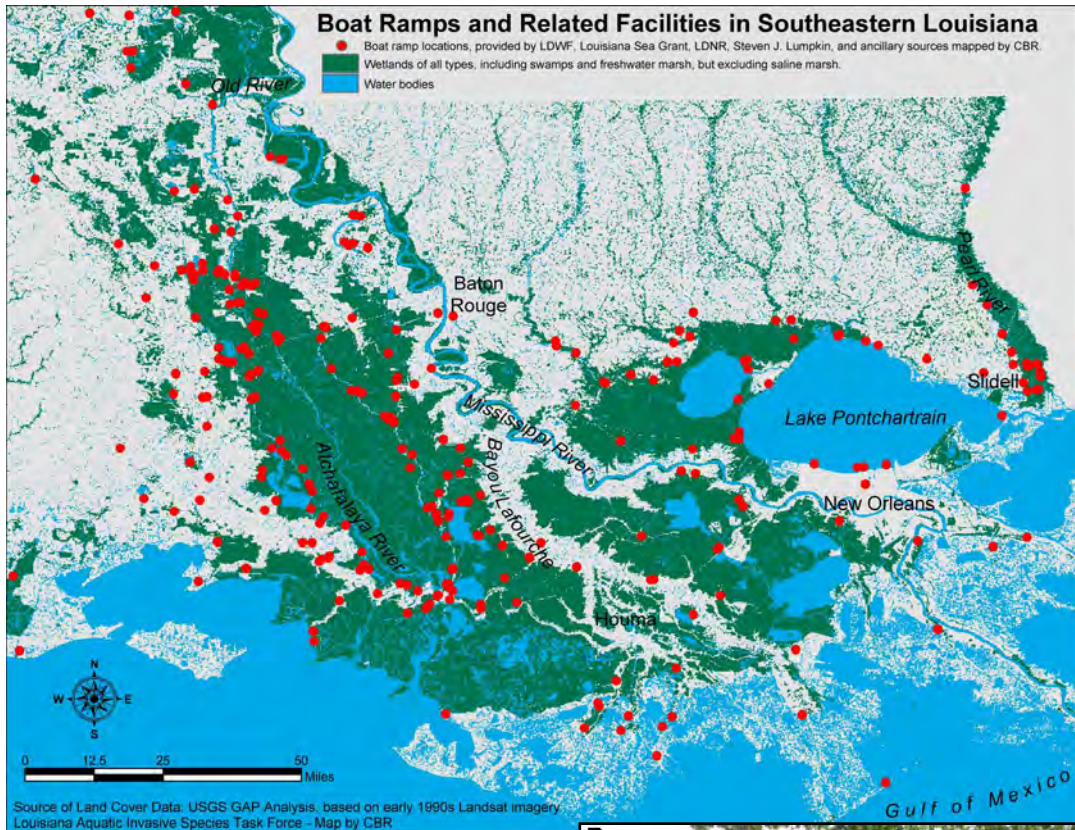 Boat Ramps and Related Facilities in Southeastern Louisiana
Boat ramp locations, provided by LDWF, Louisiana Sea Grant, LDNR, Steven J. Lumpkin, and ancillary sources mapped by CBR.
Wetlands of all types, including swamps and freshwater marsh, but excluding saline marsh.
Water bodies
Old River
Pearl River
Baton
Rouge
Slidell
Lake Pontchartrain
Mississippi River
Bayou Lafourche
Atchafalaya River
New Orleans
Houma
N
W E
S
0 12.5 25 50
Miles
Gulf of Mexico
Source of Land Cover Data: USGS GAP Analysis, based on early 1990s Landsat imagery
Louisiana Aquatic Invasive Species Task Force - Map by CBR